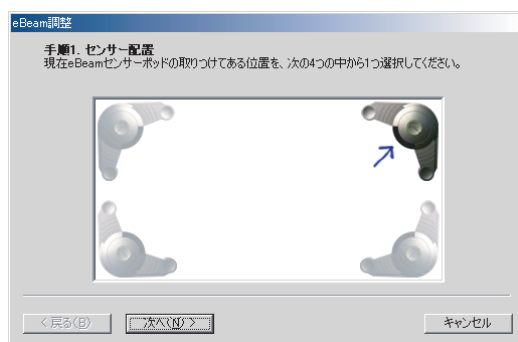 eBeam調整
手順1. センサー配置
現在eBeamセンサーポッドの取りつけてある位置を、次の4つの中から1つ選択してください。
< 戻る(B)
次へ(N) >
キャンセル